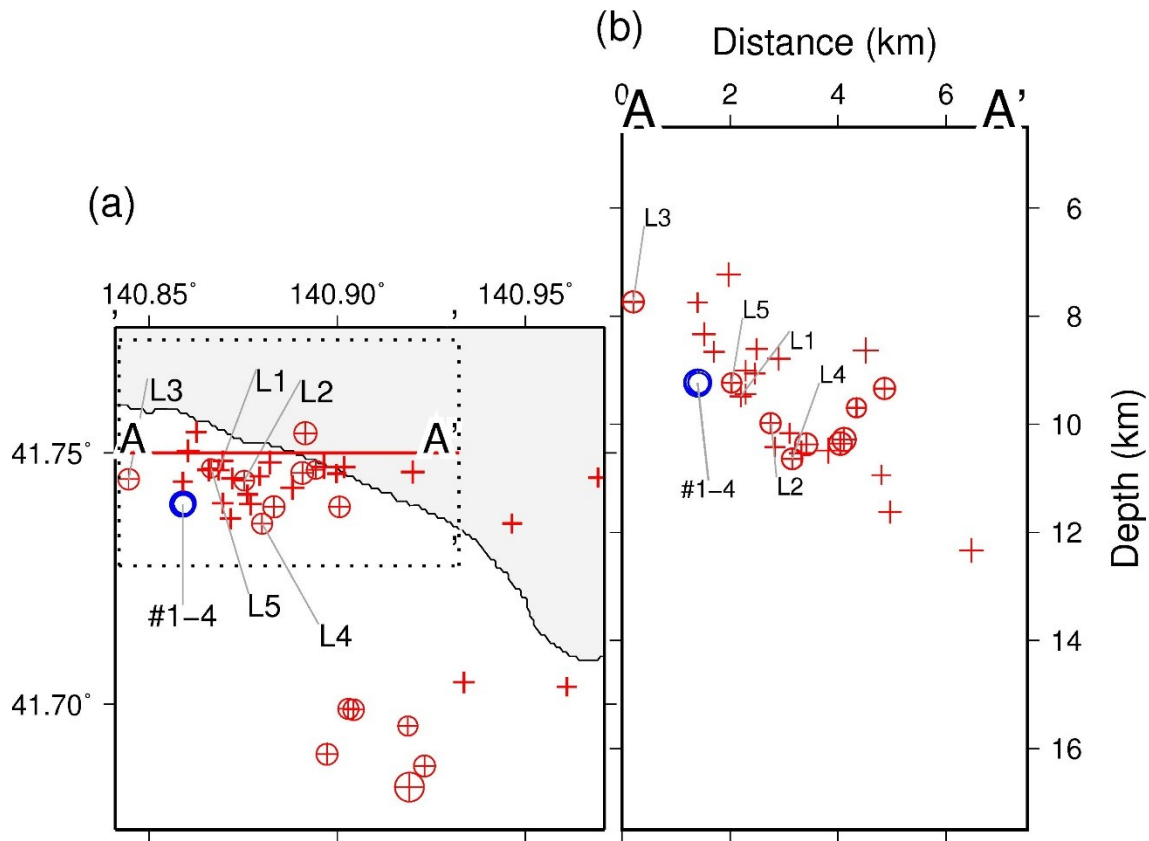 (b)
Distance (km)
0 2 4 6
A A’
(a)
140.85˚ 140.90˚ 140.95˚
L3
L1
L2
A A’
41.75˚
#1−4
L5
L4
41.70˚
L3
L5
L1
L4
#1−4
L2
6
8
10
12
14
16
Depth (km)